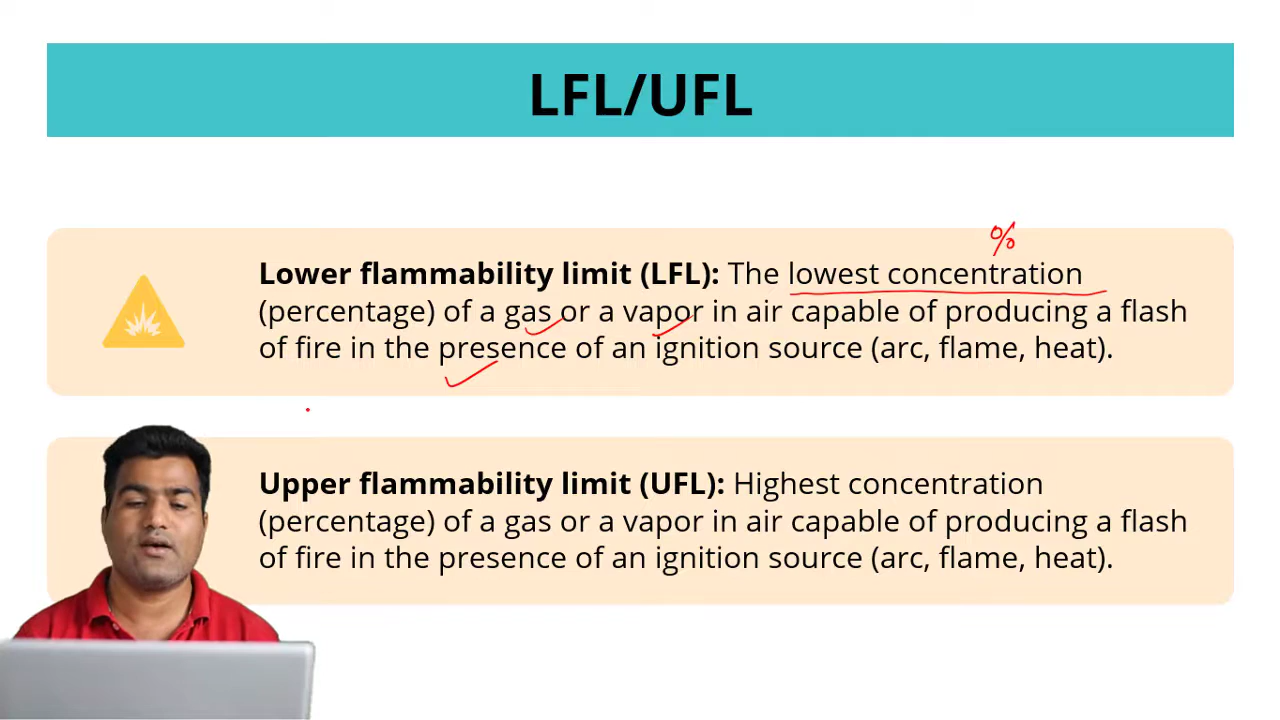 LFL/UFL
%
Lower flammability limit (LFL): The lowest concentration
(percentage) of a gas or a vapor in air capable of producing a flash
of fire in the presence of an ignition source (arc, flame, heat).
Upper flammability limit (UFL): Highest concentration
(percentage) of a gas or a vapor in air capable of producing a flash
of fire in the presence of an ignition source (arc, flame, heat).